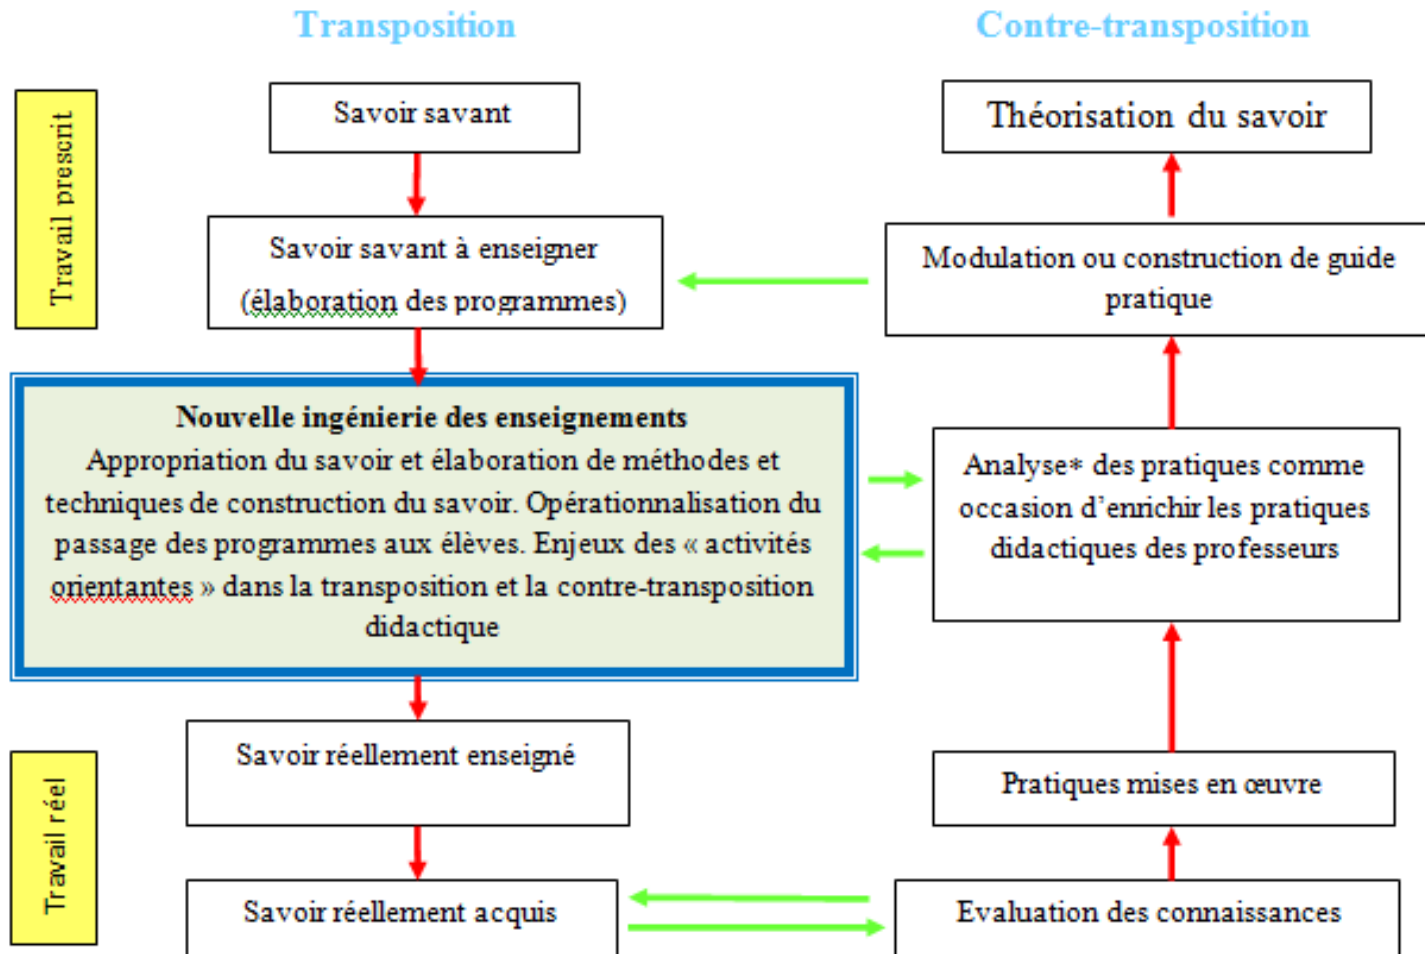 Transposition
Contre-transposition
Travail prescrit
Savoir savant
Théorisation du savoir
Savoir savant à enseigner
(élaboration des programmes)
Modulation ou construction de guide
pratique
Nouvelle ingénierie des enseignements
Appropriation du savoir et élaboration de méthodes et
techniques de construction du savoir. Opérationnalisation du
passage des programmes aux élèves. Enjeux des « activités
orientantes » dans la transposition et la contre-transposition
didactique
Analyse* des pratiques comme
occasion d’enrichir les pratiques
didactiques des professeurs
Travail réel
Savoir réellement enseigné
Pratiques mises en œuvre
Savoir réellement acquis
Evaluation des connaissances